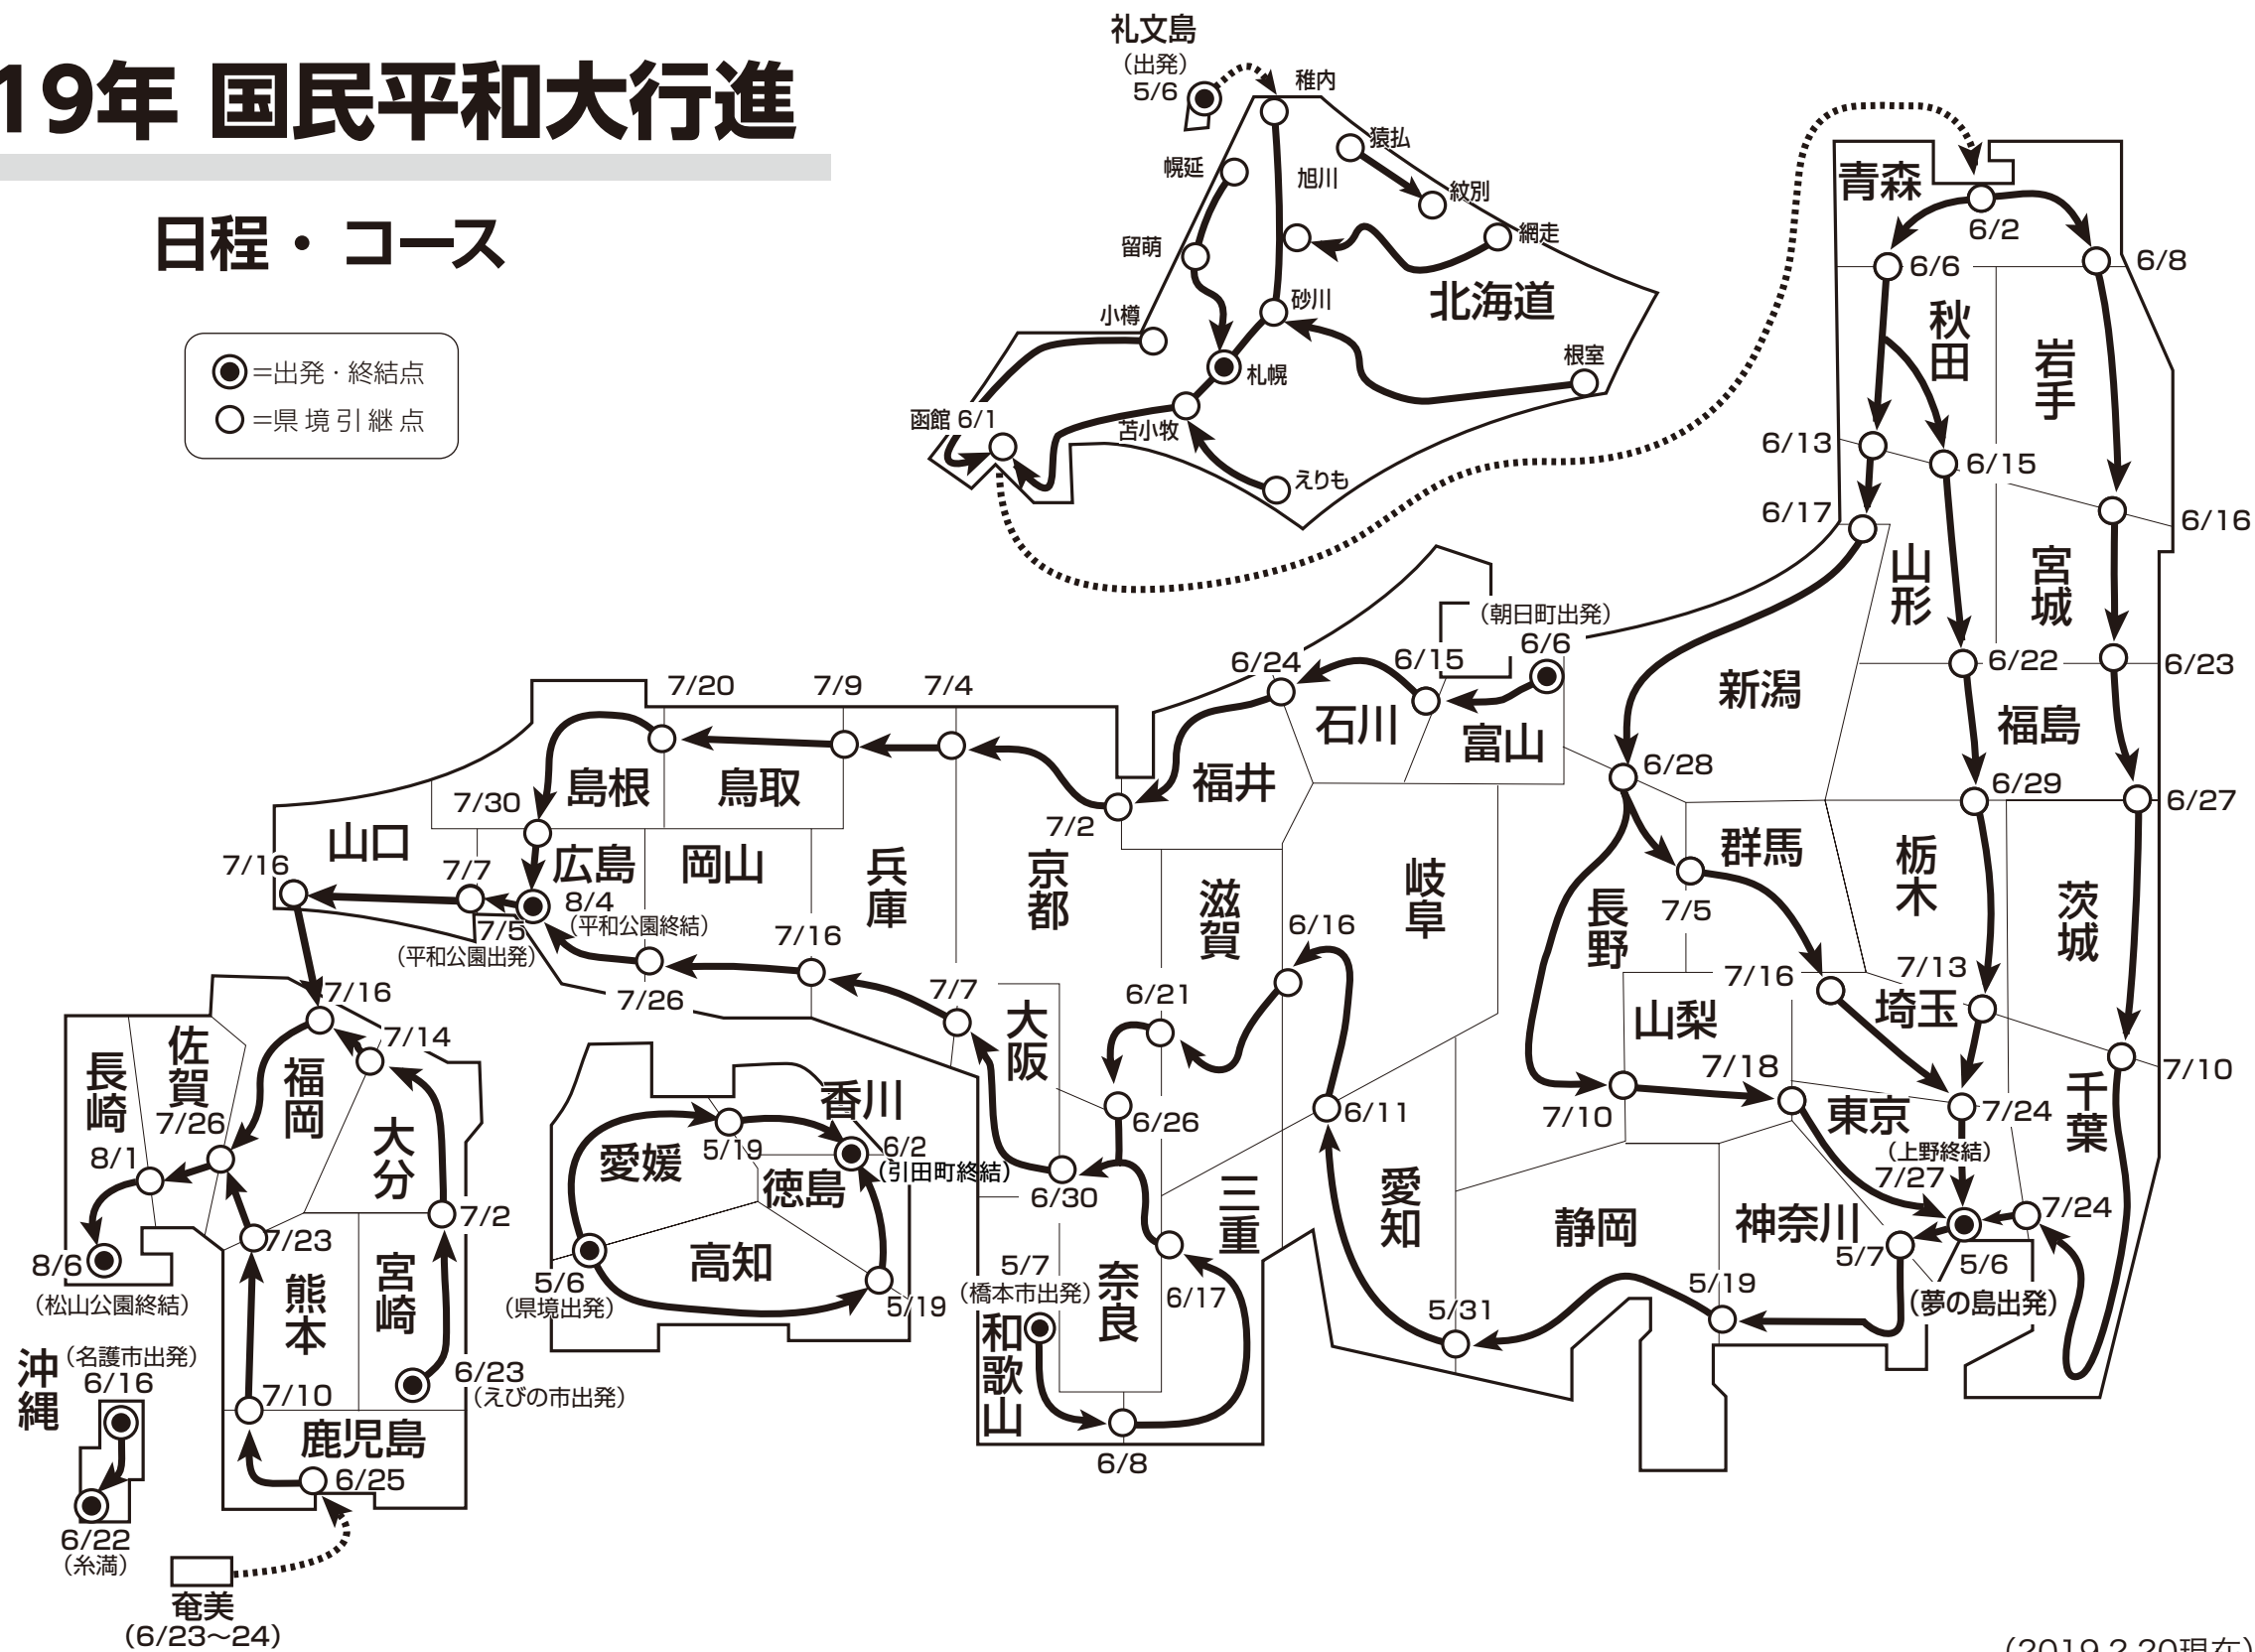 19年 国民平和大行進
日程・コース
=出発・終結点
=県境引継点
礼文島
(出発)
5/6
稚内
猿払
幌延
旭川
紋別
留萌
網走
小樽
砂川
北海道
根室
札幌
函館 6/1
苫小牧
えりも
青森
6/2
6/6
6/8
秋田
岩手
6/13
6/15
6/17
6/16
山形
宮城
6/22
6/23
新潟
福島
6/28
6/29
6/27
(朝日町出発)
6/6
6/15
6/24
石川
富山
福井
7/20
7/9
7/4
島根
鳥取
7/30
7/2
山口
7/16
7/7
広島
8/4
(平和公園終結)
7/5
(平和公園出発)
岡山
兵庫
京都
滋賀
岐阜
7/16
7/26
7/7
6/16
6/21
大阪
6/26
6/11
6/30
長野
群馬
栃木
茨城
7/5
7/16
7/13
山梨
埼玉
7/18
7/10
7/10
東京
7/24
千葉
(上野終結)
7/27
7/24
神奈川
5/7
5/6
(夢の島出発)
静岡
5/19
5/31
愛知
三重
6/17
奈良
5/7
(橋本市出発)
和歌山
6/8
香川
愛媛
5/19
6/2
(引田町終結)
徳島
高知
5/6
(県境出発)
5/19
7/16
7/14
佐賀
長崎
福岡
7/26
8/1
大分
7/2
7/23
8/6
(松山公園終結)
熊本
宮崎
6/23
(えびの市出発)
7/10
鹿児島
6/25
沖縄
(名護市出発)
6/16
6/22
(糸満)
奄美
(6/23〜24)
(2019.2.20現在)